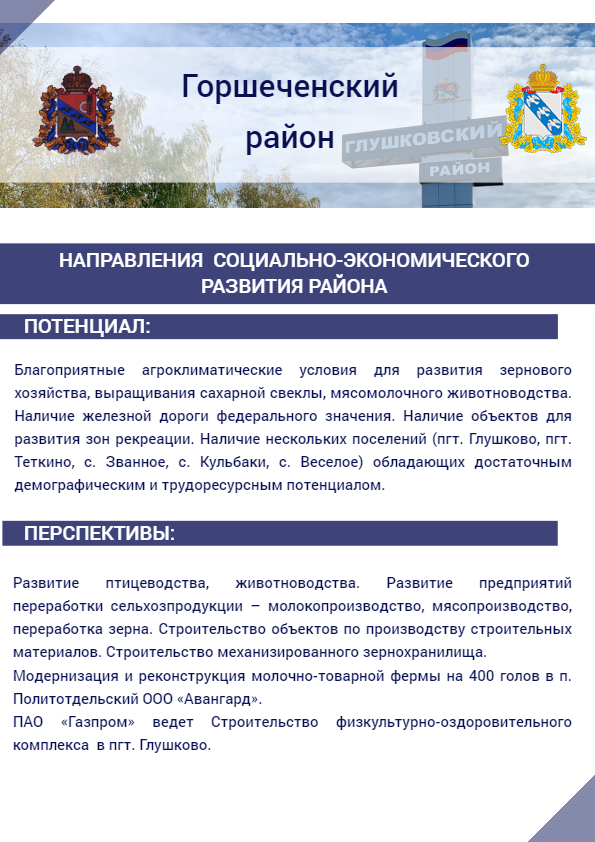 Горшеченский
район
ГЛУШКОВСКИЙ
РАЙОН
НАПРАВЛЕНИЯ СОЦИАЛЬНО-ЭКОНОМИЧЕСКОГО
РАЗВИТИЯ РАЙОНА
ПОТЕНЦИАЛ:
Благоприятные агроклиматические условия для развития зернового
хозяйства, выращивания сахарной свеклы, мясомолочного животноводства.
Наличие железной дороги федерального значения. Наличие объектов для
развития зон рекреации. Наличие нескольких поселений (пгт. Глушково, пгт.
Теткино, с. Званное, с. Кульбаки, с. Веселое) обладающих достаточным
демографическим и трудоресурсным потенциалом.
ПЕРСПЕКТИВЫ:
Развитие птицеводства, животноводства. Развитие предприятий
переработки сельхозпродукции – молокопроизводство, мясопроизводство,
переработка зерна. Строительство объектов по производству строительных
материалов. Строительство механизированного зернохранилища.
Модернизация и реконструкция молочно-товарной фермы на 400 голов в п.
Политотдельский ООО «Авангард».
ПАО «Газпром» ведет Строительство физкультурно-оздоровительного
комплекса в пгт. Глушково.